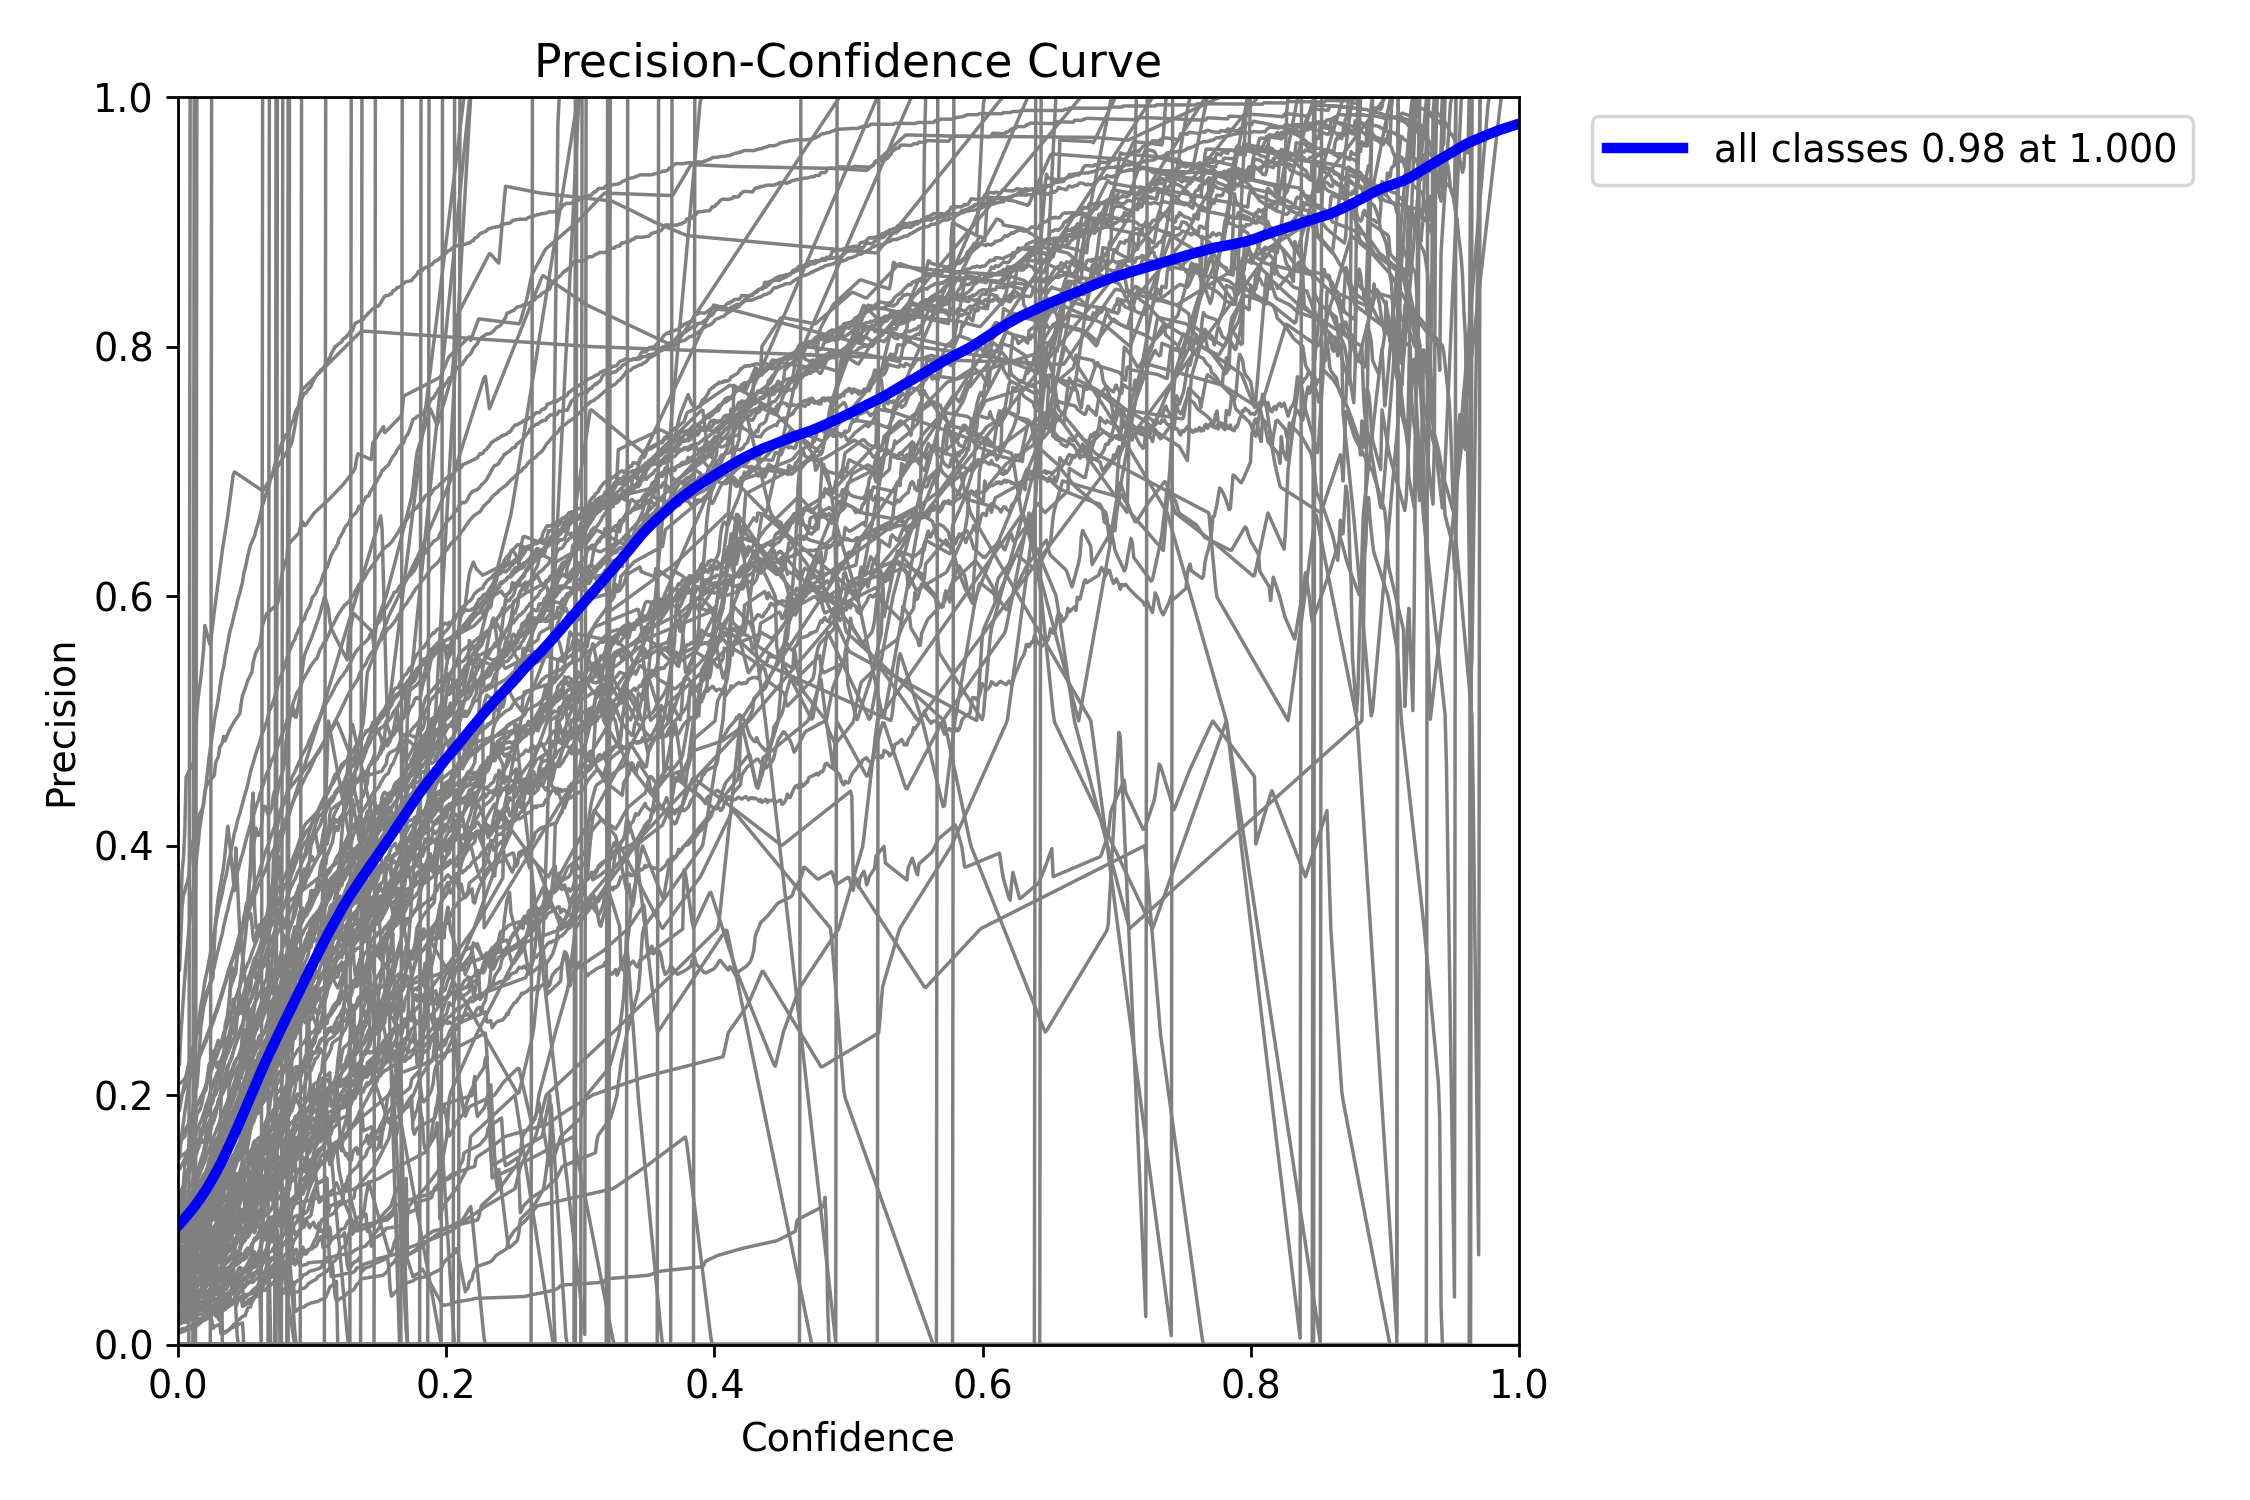 Precision-Confidence Curve
all classes 0.98 at 1.000
1.0
0.8
0.6
0.4
0.2
0.0
Precision
0.0 0.2 0.4 0.6 0.8 1.0
Confidence